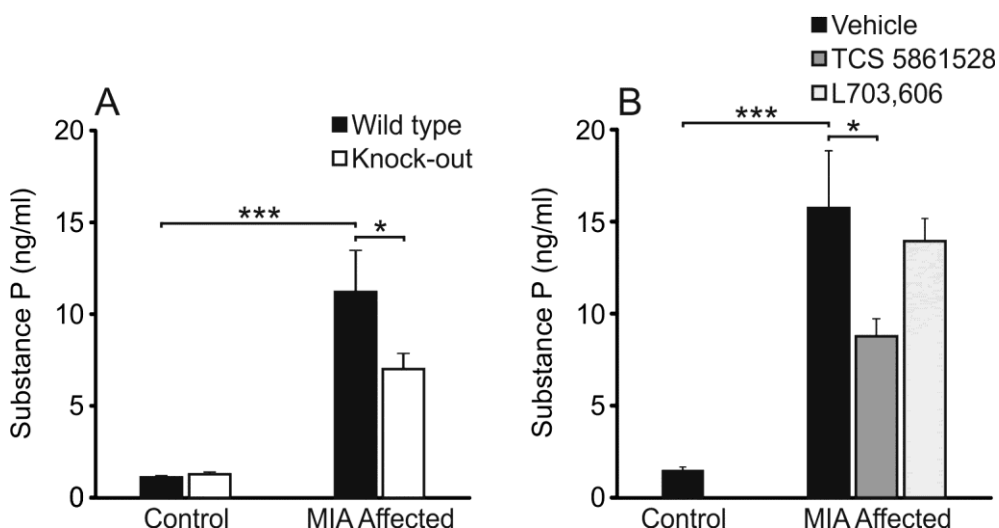 A
Wild type
Knock-out
Substance P (ng/ml)
20
15
10
5
0
***
*
Control
MIA Affected
B
Vehicle
TCS 5861528
L703,606
Substance P (ng/ml)
20
15
10
5
0
***
*
Control
MIA Affected